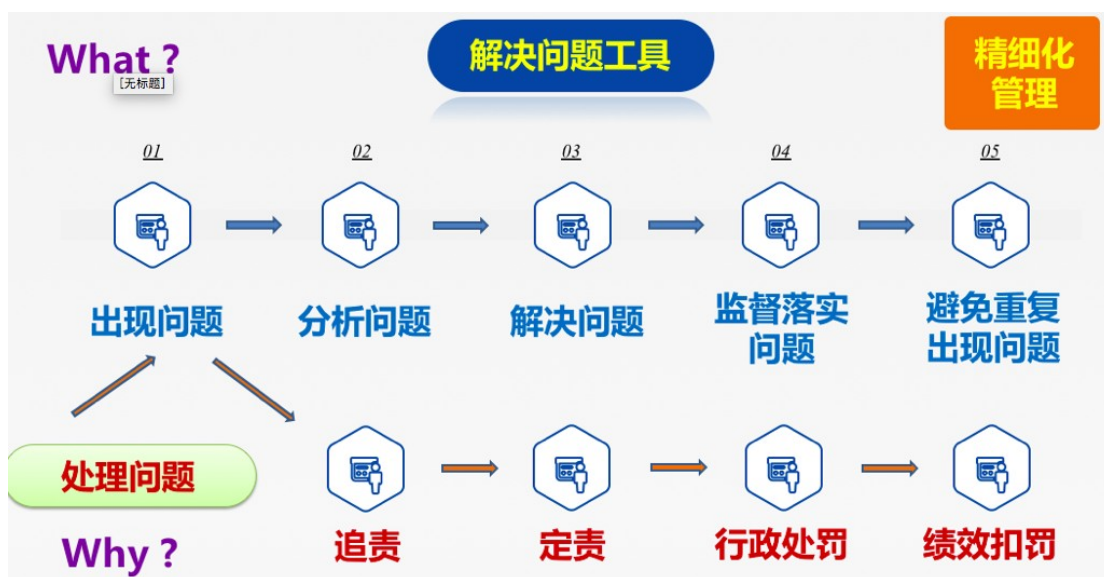 What ?
[无标题]
解决问题工具
精细化
管理
01
02
03
04
05
出现问题
分析问题
解决问题
监督落实
问题
避免重复
出现问题
处理问题
Why ?
追责
定责
行政处罚
绩效扣罚